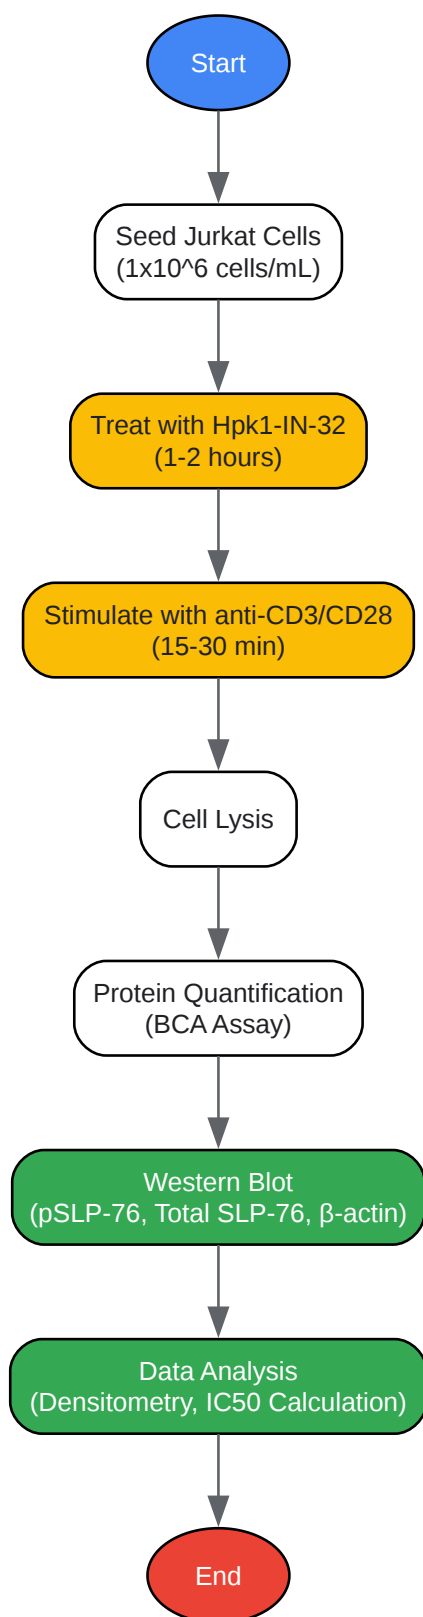 Start
Seed Jurkat Cells
(1x10^6 cells/mL)
Treat with Hpk1-IN-32
(1-2 hours)
Stimulate with anti-CD3/CD28
(15-30 min)
Cell Lysis
Protein Quantification
(BCA Assay)
Western Blot
(pSLP-76, Total SLP-76, β-actin)
Data Analysis
(Densitometry, IC50 Calculation)
End